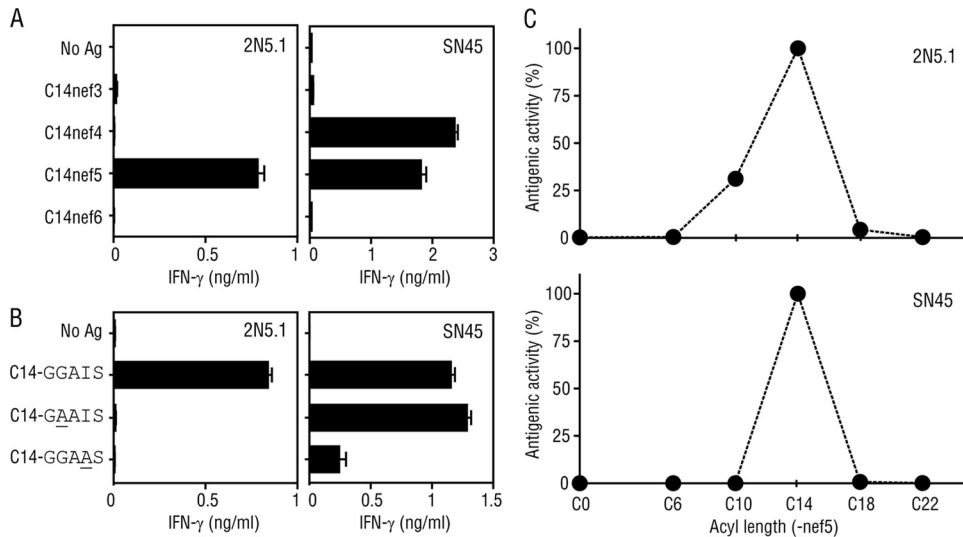 A
2N5.1
SN45
No Ag
C14nef3
C14nef4
C14nef5
C14nef6
0 0.5 1
0 1 2 3
IFN-γ (ng/ml)
IFN-γ (ng/ml)
B
2N5.1
SN45
No Ag
C14-GGAIS
C14-GAAIS
C14-GGAAS
0 0.5 1
0 0.5 1 1.5
IFN-γ (ng/ml)
IFN-γ (ng/ml)
C
2N5.1
Antigenic activity (%)
100
75
50
25
0
SN45
Antigenic activity (%)
100
75
50
25
0
C0 C6 C10 C14 C18 C22
Acyl length (-nef5)